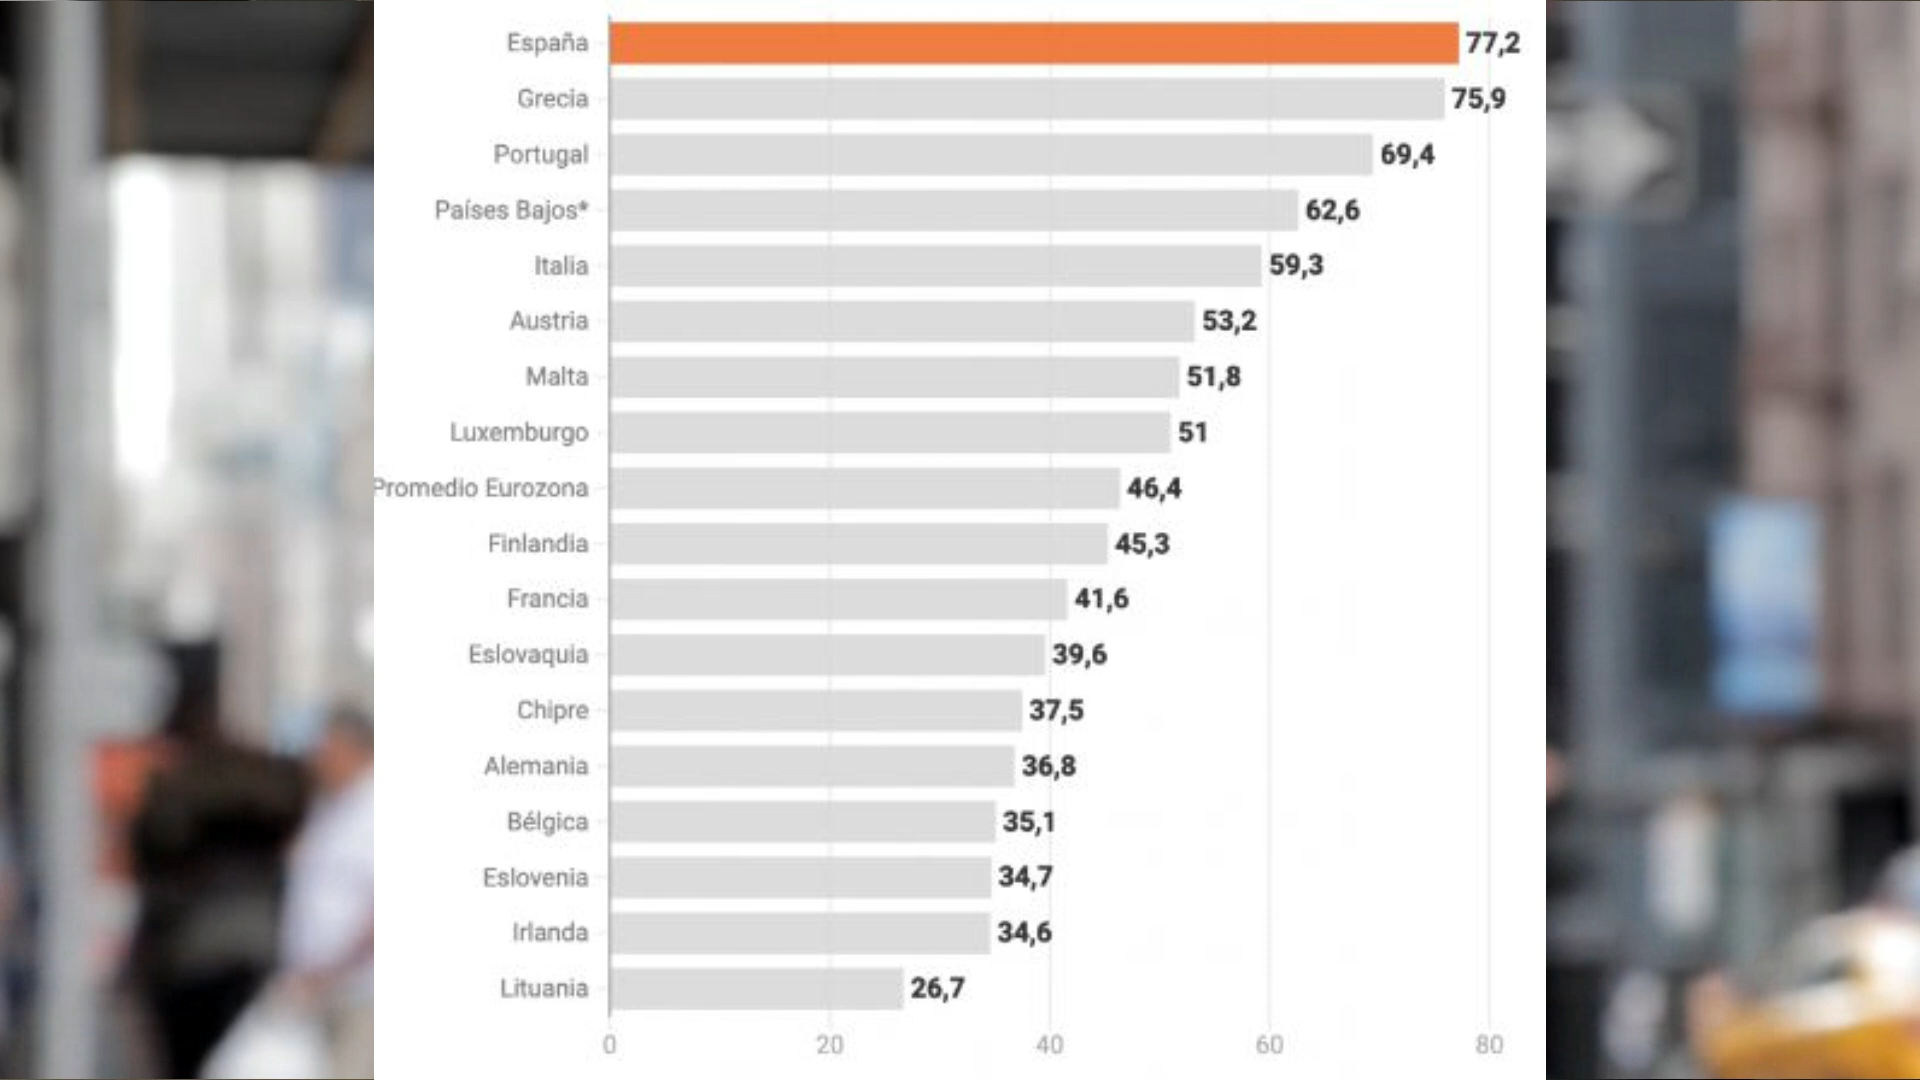 España 77,2
Grecia 75,9
Portugal 69,4
Países Bajos* 62,6
Italia 59,3
Austria 53,2
Malta 51,8
Luxemburgo 51
Promedio Eurozona 46,4
Finlandia 45,3
Francia 41,6
Eslovaquia 39,6
Chipre 37,5
Alemania 36,8
Bélgica 35,1
Eslovenia 34,7
Irlanda 34,6
Lituania 26,7
0 20 40 60 80